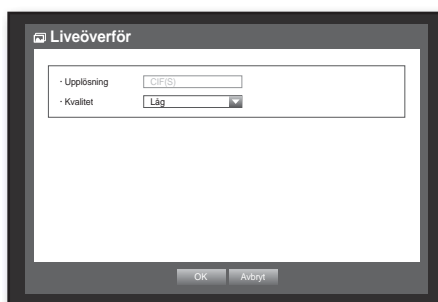 Liveöverför
· Upplösning CIF(S)
· Kvalitet Låg
OK Avbryt